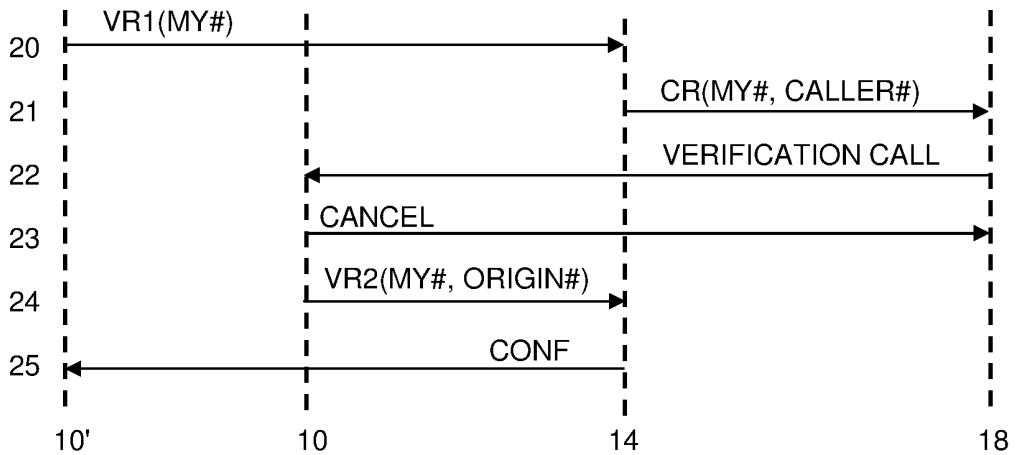 VR1(MY#)
20
CR(MY#, CALLER#)
21
VERIFICATION CALL
22
CANCEL
23
VR2(MY#, ORIGIN#)
24
CONF
25
10' 10 14 18